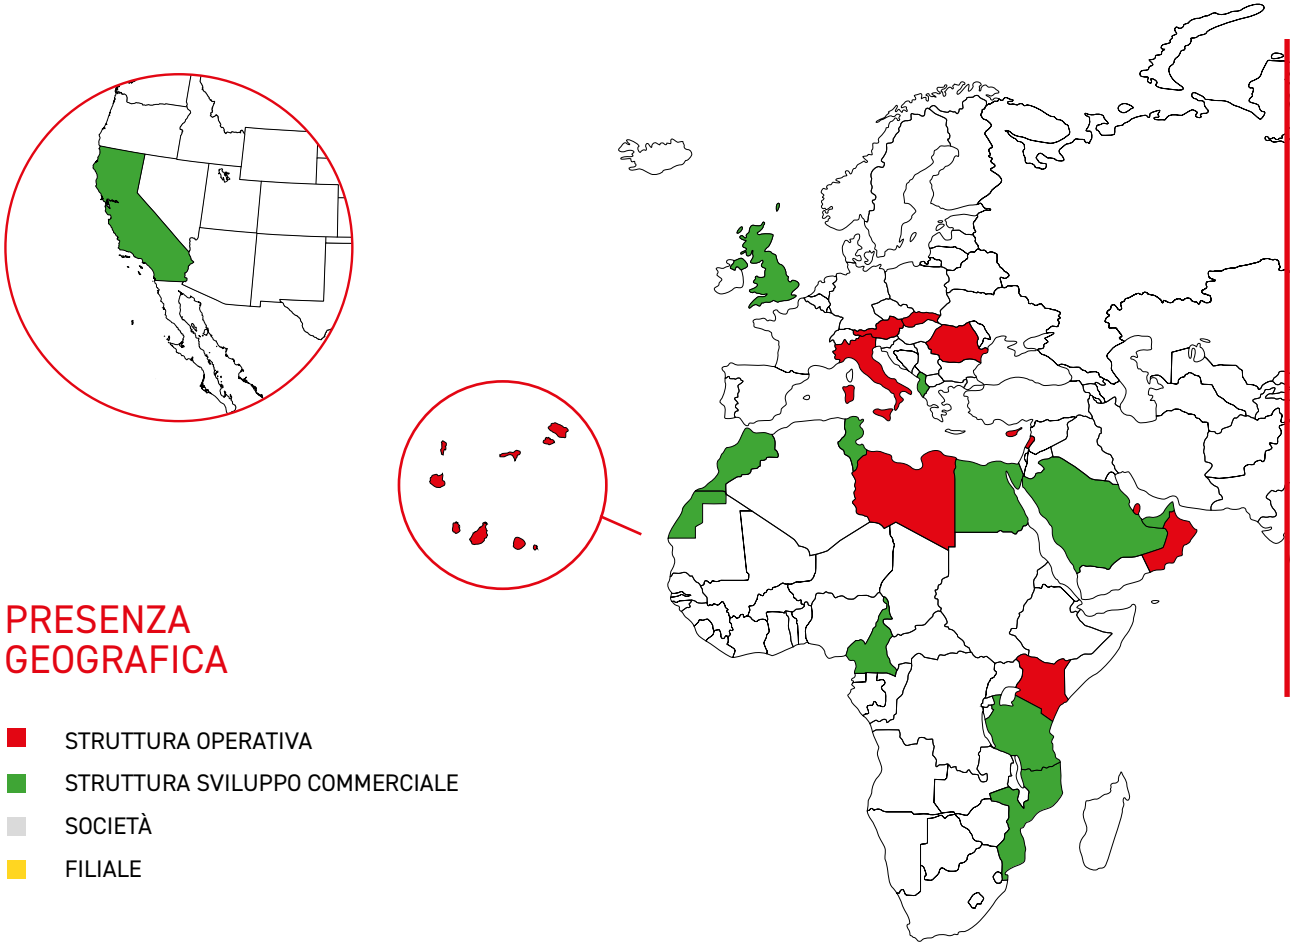 PRESENZA
GEOGRAFICA
STRUTTURA OPERATIVA
STRUTTURA SVILUPPO COMMERCIALE
SOCIETÀ
FILIALE